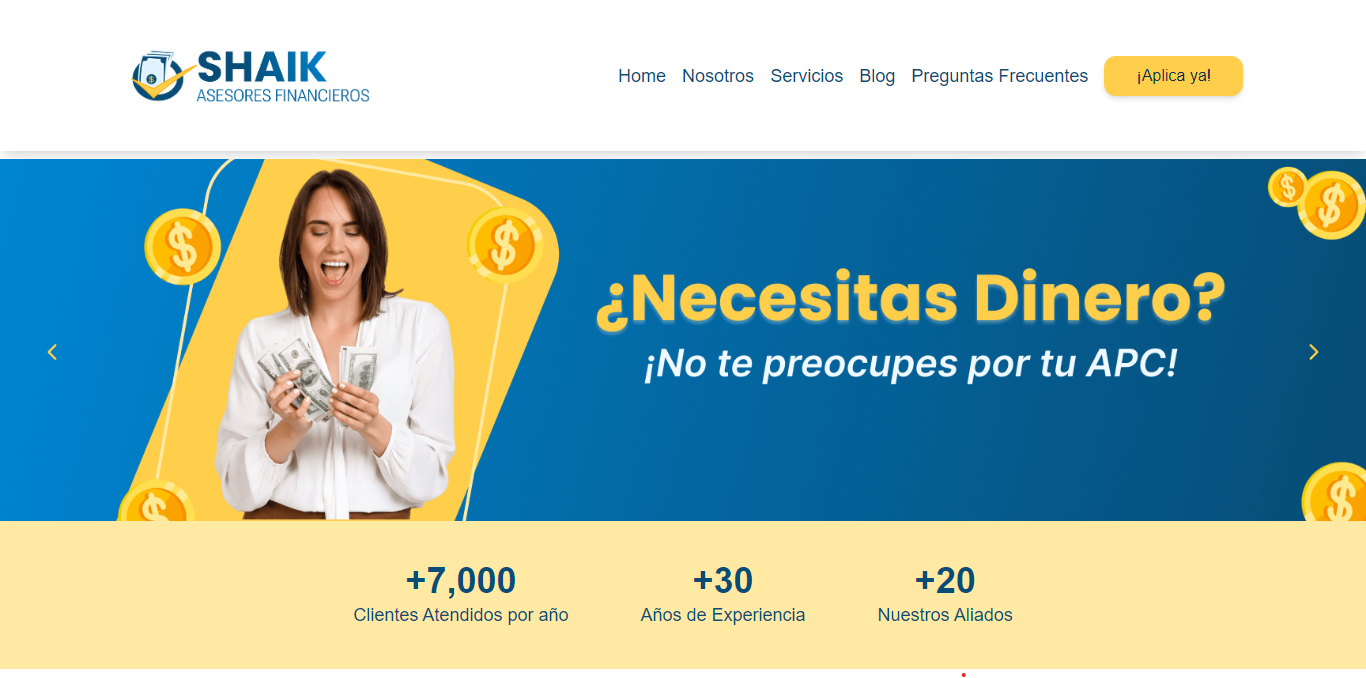 SHAIK
ASESORES FINANCIEROS
Home Nosotros Servicios Blog Preguntas Frecuentes ¡Aplica ya!
¿Necesitas Dinero?
¡No te preocupes por tu APC!
+7,000 +30 +20
Clientes Atendidos por año Años de Experiencia Nuestros Aliados